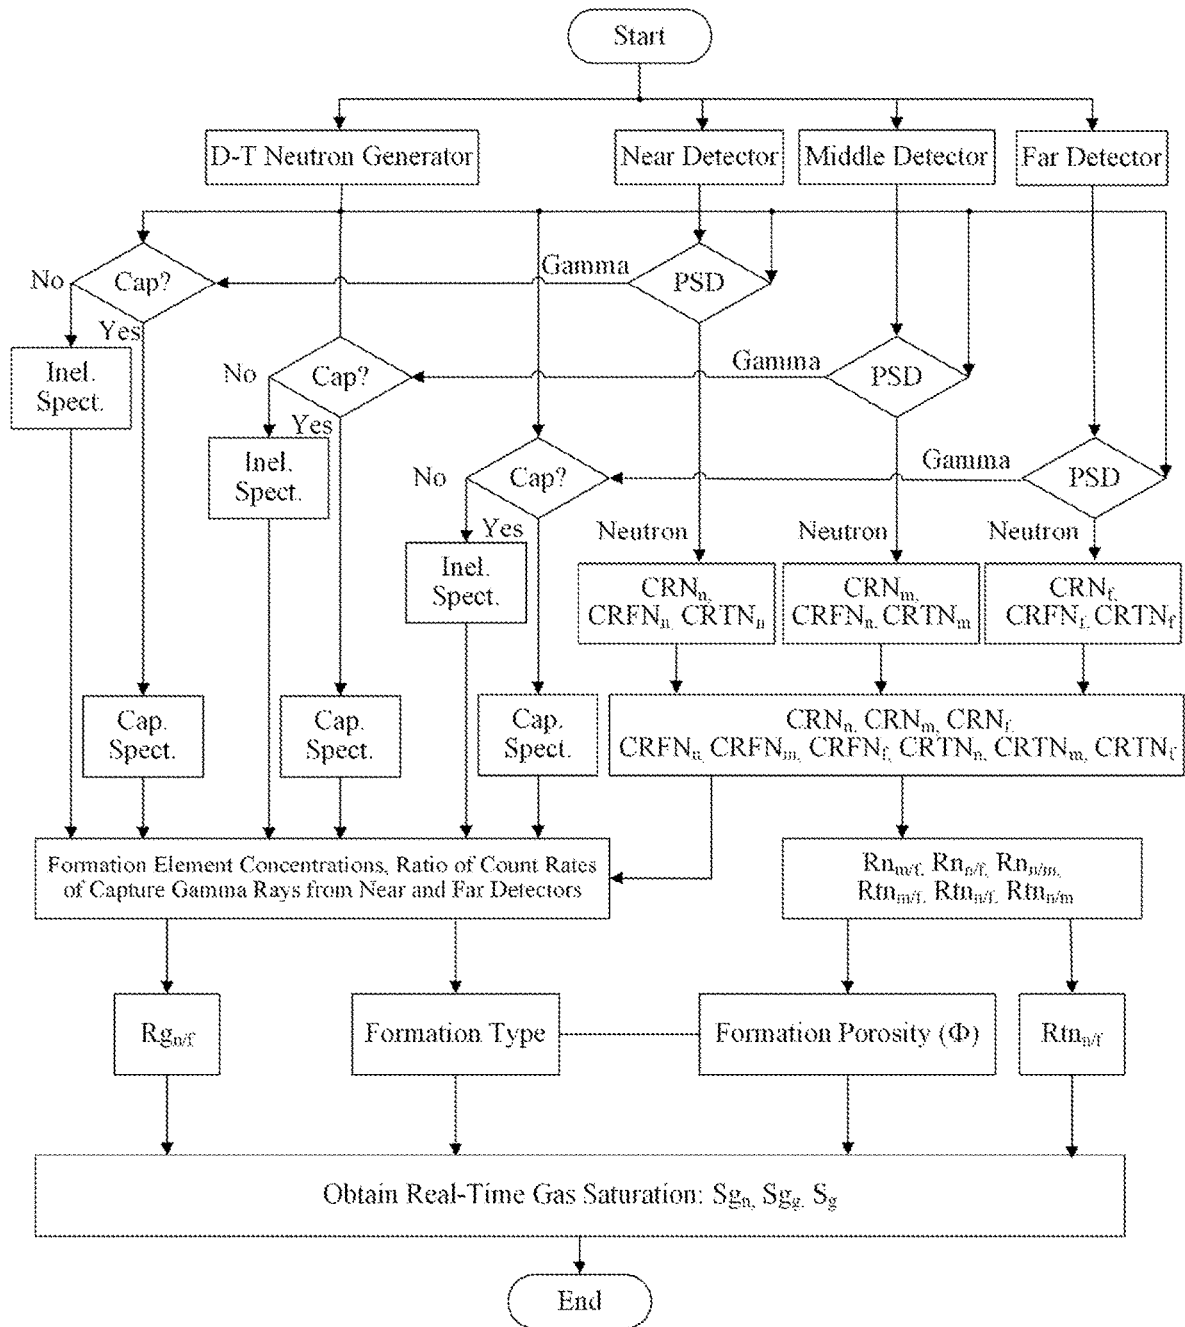 Start
D-T Neutron Generator
Near Detector
Middle Detector
Far Detector
No
Cap?
Gamma
PSD
Yes
Inel.
Spect.
No
Cap?
Gamma
PSD
Yes
Inel.
Spect.
No
Cap?
Gamma
PSD
Yes
Inel.
Spect.
Neutron
Neutron
Neutron
CRNn,
CRFNn, CRTNn
CRNm,
CRFNn, CRTNm
CRNf,
CRFNf, CRTNf
Cap.
Spect.
Cap.
Spect.
Cap.
Spect.
CRNn, CRNm, CRNf,
CRFNn, CRFNm, CRFNf, CRTNn, CRTNm, CRTNf
Formation Element Concentrations, Ratio of Count Rates
of Capture Gamma Rays from Near and Far Detectors
Rnm/f, Rnn/f, Rnn/m,
Rtnm/f, Rtnn/f, Rtnn/m
Rgn/f
Formation Type
Formation Porosity (Φ)
Rtnn/f
Obtain Real-Time Gas Saturation: Sgn, Sgg, Sg
End